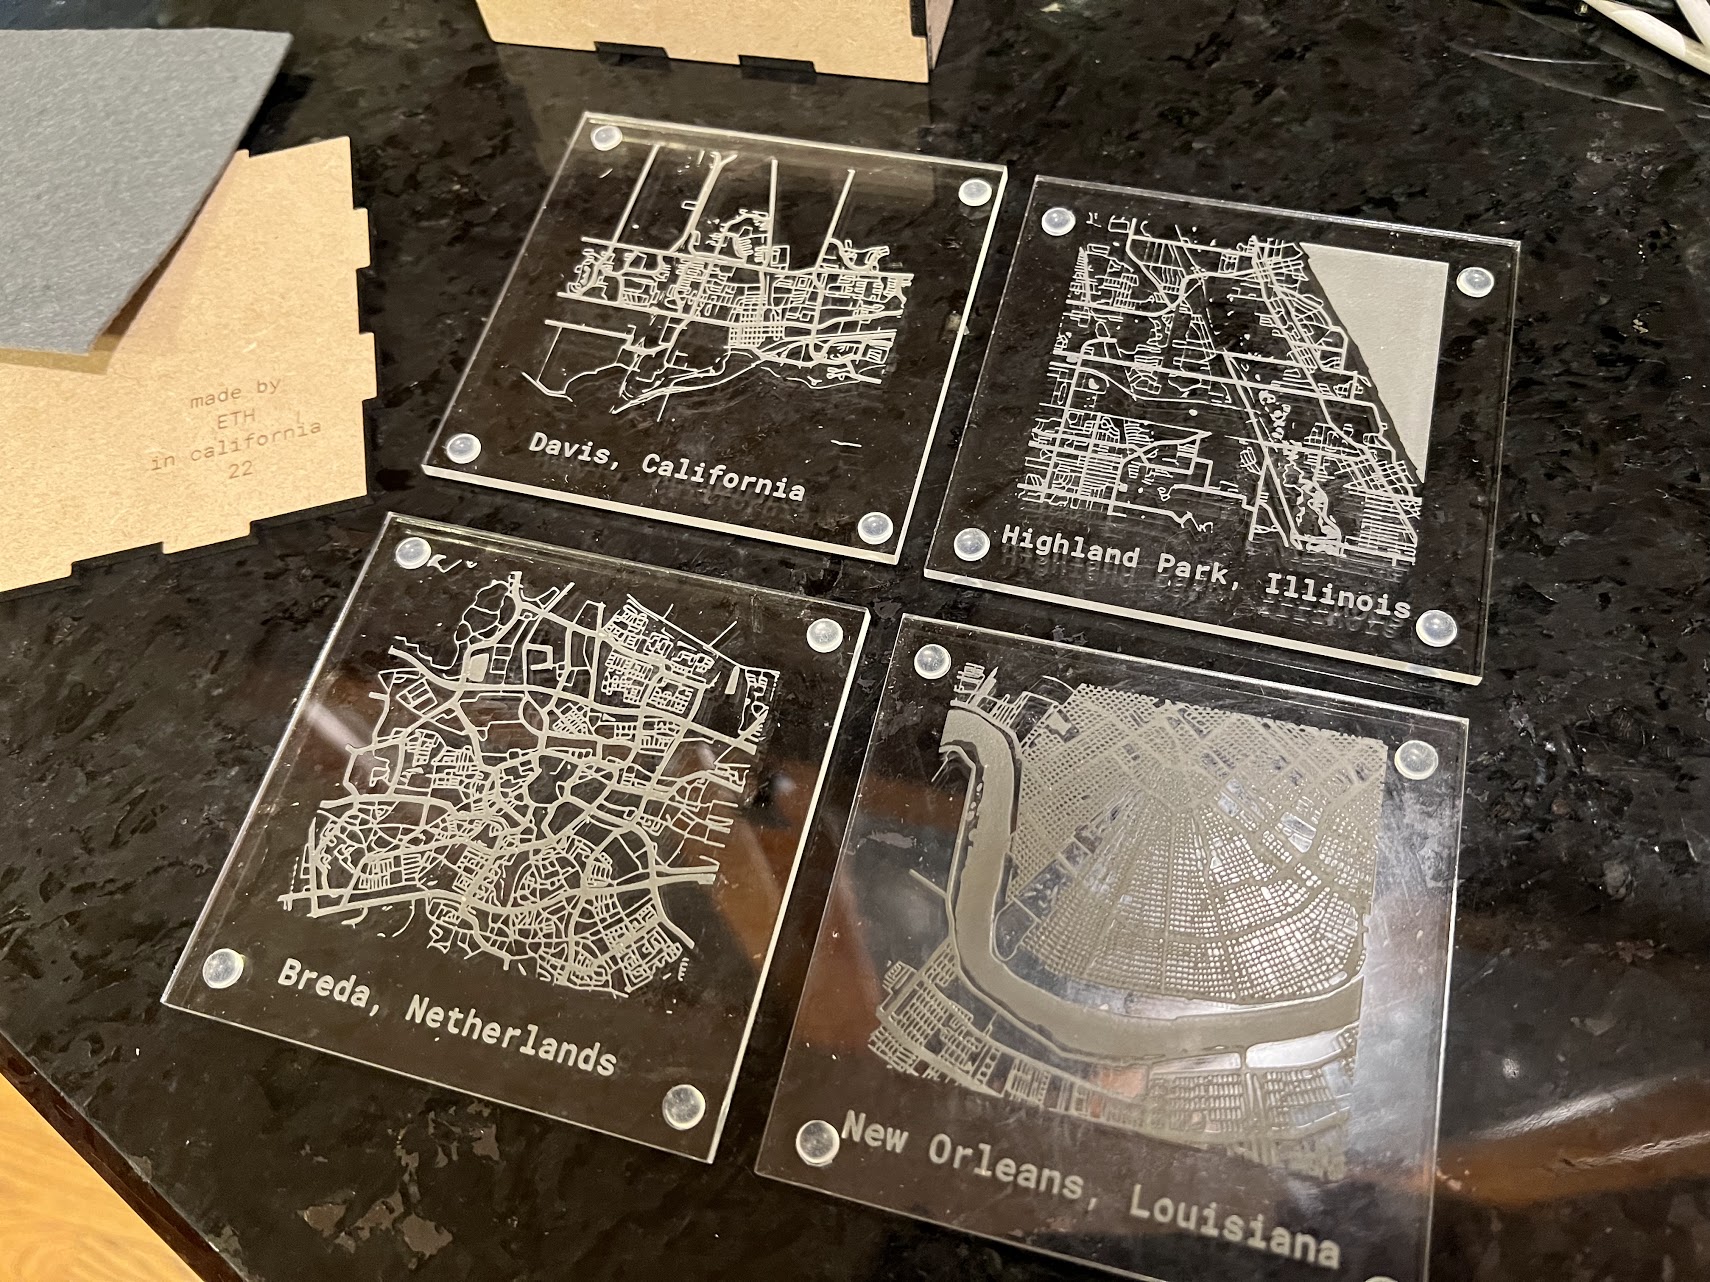 made by
ETH
in california
22
Davis, California
Highland Park, Illinois
Breda, Netherlands
New Orleans, Louisiana